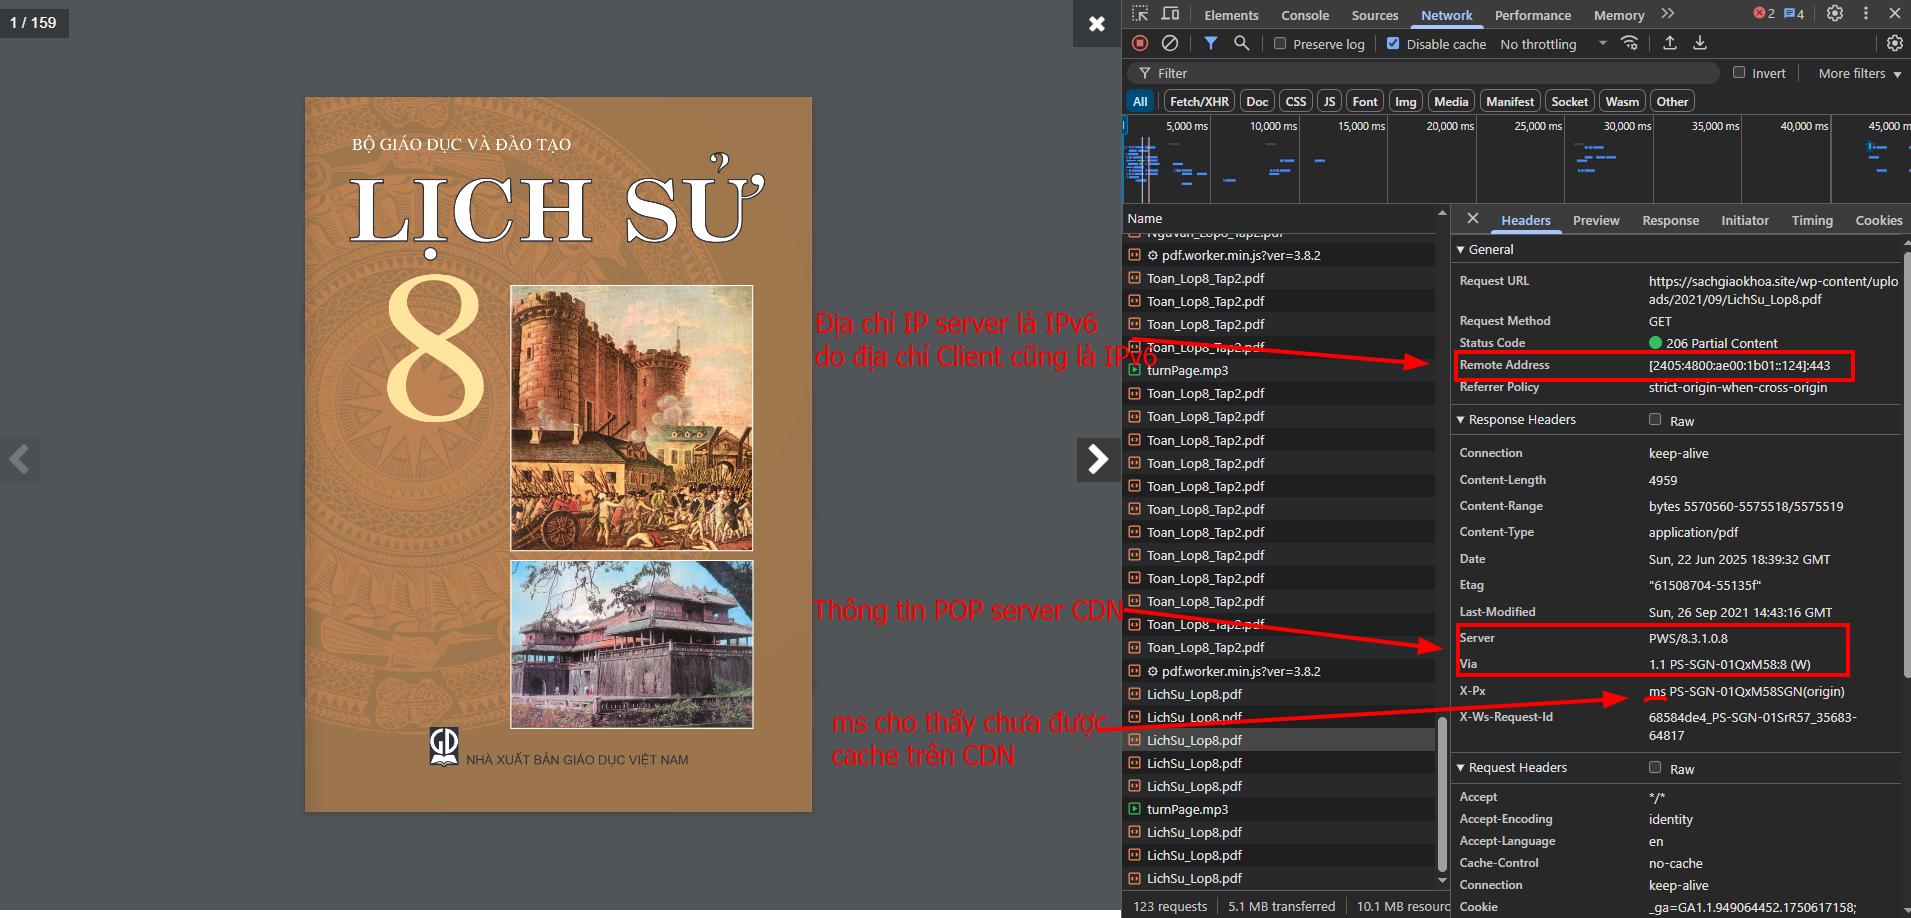 1 / 159
BỘ GIÁO DỤC VÀ ĐÀO TẠO
LỊCH SỬ
8
GD
NHÀ XUẤT BẢN GIÁO DỤC VIỆT NAM
Địa chỉ IP server là IPv6
do địa chỉ Client cũng là IPv6
Thông tin POP server CDN
ms cho thấy chưa được
cache trên CDN
Elements Console Sources Network Performance Memory 2 4
Preserve log Disable cache No throttling
Filter Invert More filters
All Fetch/XHR Doc CSS JS Font Img Media Manifest Socket Wasm Other
5,000 ms 10,000 ms 15,000 ms 20,000 ms 25,000 ms 30,000 ms 35,000 ms 40,000 ms 45,000 m
Name
NguVan_Lop8_Tap2.pdf
pdf.worker.min.js?ver=3.8.2
Toan_Lop8_Tap2.pdf
Toan_Lop8_Tap2.pdf
Toan_Lop8_Tap2.pdf
Toan_Lop8_Tap2.pdf
turnPage.mp3
Toan_Lop8_Tap2.pdf
Toan_Lop8_Tap2.pdf
Toan_Lop8_Tap2.pdf
Toan_Lop8_Tap2.pdf
Toan_Lop8_Tap2.pdf
Toan_Lop8_Tap2.pdf
Toan_Lop8_Tap2.pdf
Toan_Lop8_Tap2.pdf
Toan_Lop8_Tap2.pdf
Toan_Lop8_Tap2.pdf
Toan_Lop8_Tap2.pdf
Toan_Lop8_Tap2.pdf
pdf.worker.min.js?ver=3.8.2
LichSu_Lop8.pdf
LichSu_Lop8.pdf
LichSu_Lop8.pdf
LichSu_Lop8.pdf
LichSu_Lop8.pdf
turnPage.mp3
LichSu_Lop8.pdf
LichSu_Lop8.pdf
LichSu_Lop8.pdf
123 requests 5.1 MB transferred 10.1 MB resourc
Headers Preview Response Initiator Timing Cookies
General
Request URL https://sachgiaokhoa.site/wp-content/uplo
ads/2021/09/LichSu_Lop8.pdf
Request Method GET
Status Code 206 Partial Content
Remote Address [2405:4800:ae00:1b01::124]:443
Referrer Policy strict-origin-when-cross-origin
Response Headers Raw
Connection keep-alive
Content-Length 4959
Content-Range bytes 5570560-5575518/5575519
Content-Type application/pdf
Date Sun, 22 Jun 2025 18:39:32 GMT
Etag "61508704-55135f"
Last-Modified Sun, 26 Sep 2021 14:43:16 GMT
Server PWS/8.3.1.0.8
Via 1.1 PS-SGN-01QxM58:8 (W)
X-Px ms PS-SGN-01QxM58SGN(origin)
X-Ws-Request-Id 68584de4_PS-SGN-01SrR57_35683-
64817
Request Headers Raw
Accept */*
Accept-Encoding identity
Accept-Language en
Cache-Control no-cache
Connection keep-alive
Cookie _ga=GA1.1.949064452.1750617158;